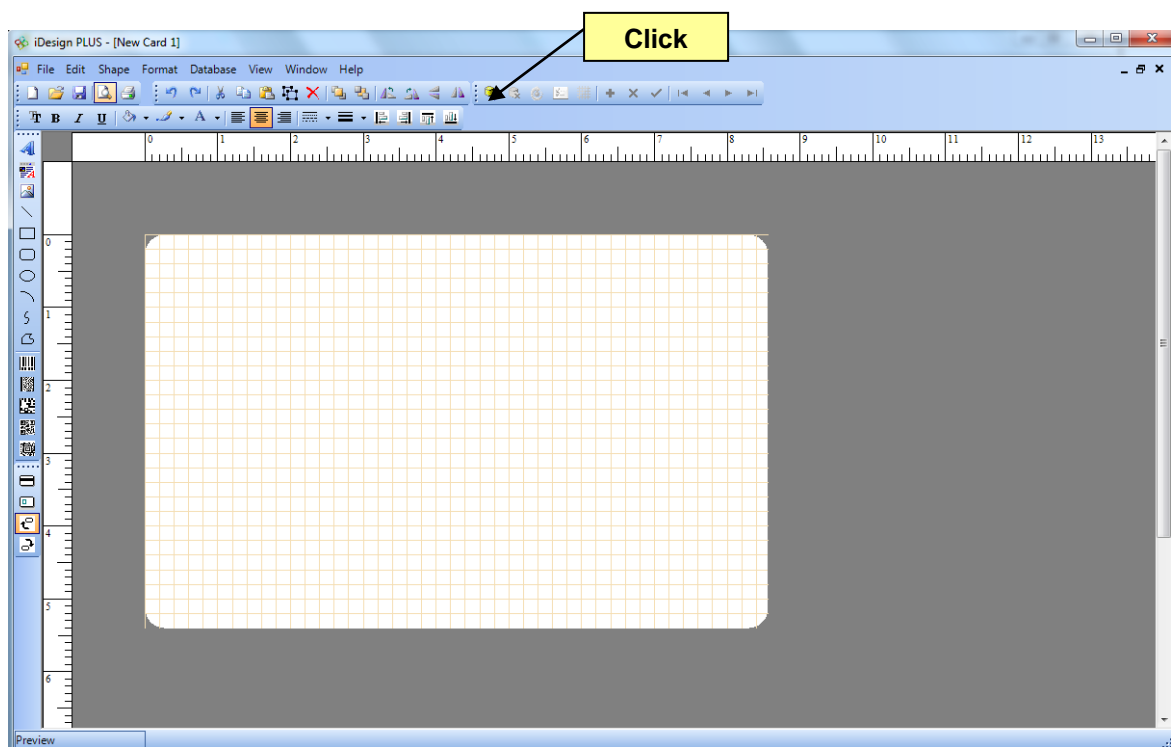 Click
iDesign PLUS - [New Card 1]
File Edit Shape Format Database View Window Help
B I U A
0 1 2 3 4 5 6 7 8 9 10 11 12 13
A
0
1
2
3
4
5
6
Preview